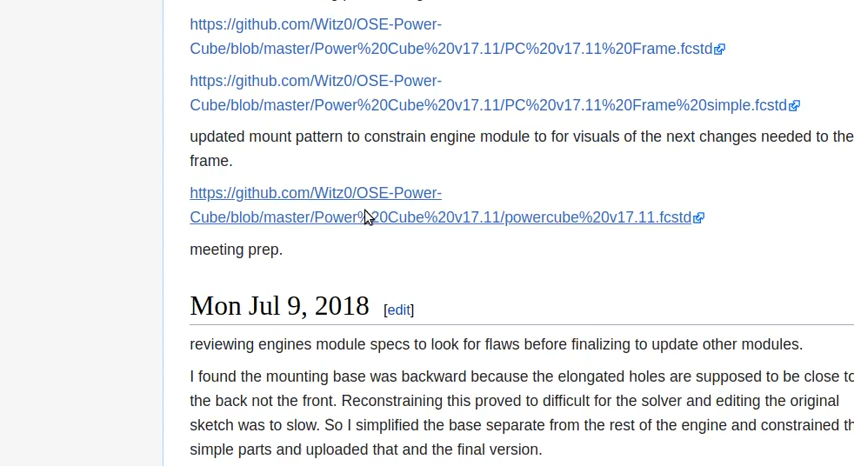 https://github.com/Witz0/OSE-Power-
Cube/blob/master/Power%20Cube%20v17.11/PC%20v17.11%20Frame.fcstd
https://github.com/Witz0/OSE-Power-
Cube/blob/master/Power%20Cube%20v17.11/PC%20v17.11%20Frame%20simple.fcstd
updated mount pattern to constrain engine module to for visuals of the next changes needed to the
frame.
https://github.com/Witz0/OSE-Power-
Cube/blob/master/Power%20Cube%20v17.11/powercube%20v17.11.fcstd
meeting prep.
Mon Jul 9, 2018 [edit]
reviewing engines module specs to look for flaws before finalizing to update other modules.
I found the mounting base was backward because the elongated holes are supposed to be close to
the back not the front. Reconstraining this proved to difficult for the solver and editing the original
sketch was to slow. So I simplified the base separate from the rest of the engine and constrained th
simple parts and uploaded that and the final version.